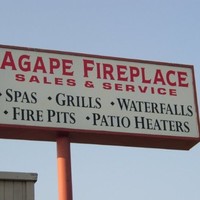 AGAPE FIREPLACE
SALES & SERVICE
•SPAS •GRILLS •WATERFALLS
•FIRE PITS •PATIO HEATERS